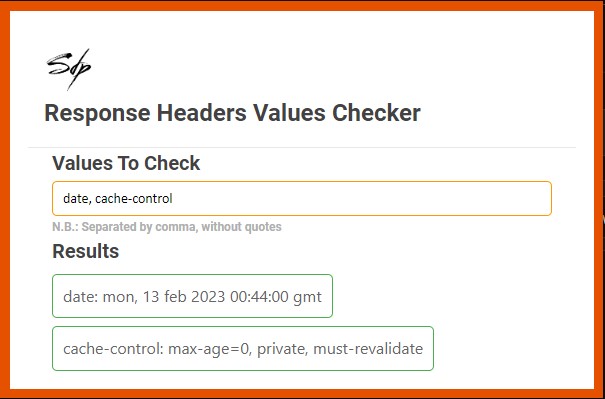 Sdp
Response Headers Values Checker
Values To Check
date, cache-control
N.B.: Separated by comma, without quotes
Results
date: mon, 13 feb 2023 00:44:00 gmt
cache-control: max-age=0, private, must-revalidate